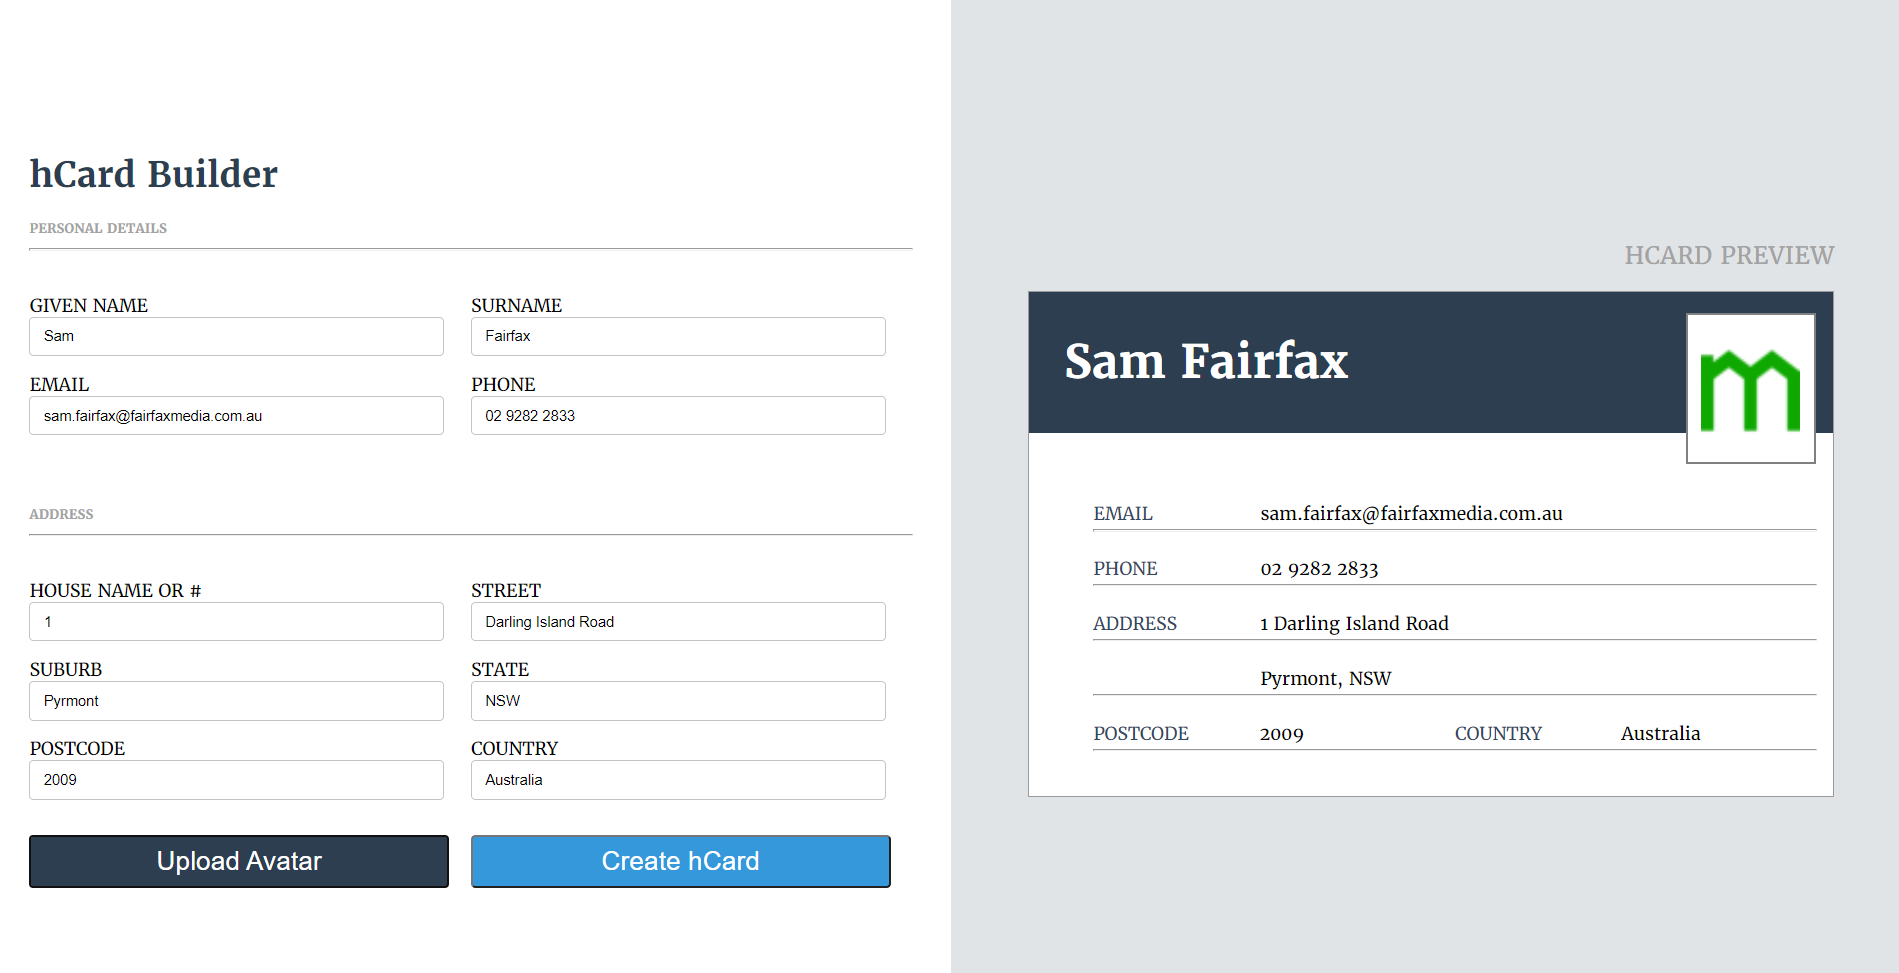 hCard Builder
PERSONAL DETAILS
GIVEN NAME
Sam
SURNAME
Fairfax
EMAIL
sam.fairfax@fairfaxmedia.com.au
PHONE
02 9282 2833
ADDRESS
HOUSE NAME OR #
1
STREET
Darling Island Road
SUBURB
Pyrmont
STATE
NSW
POSTCODE
2009
COUNTRY
Australia
Upload Avatar
Create hCard
HCARD PREVIEW
Sam Fairfax
m
EMAIL sam.fairfax@fairfaxmedia.com.au
PHONE 02 9282 2833
ADDRESS 1 Darling Island Road
Pyrmont, NSW
POSTCODE 2009 COUNTRY Australia